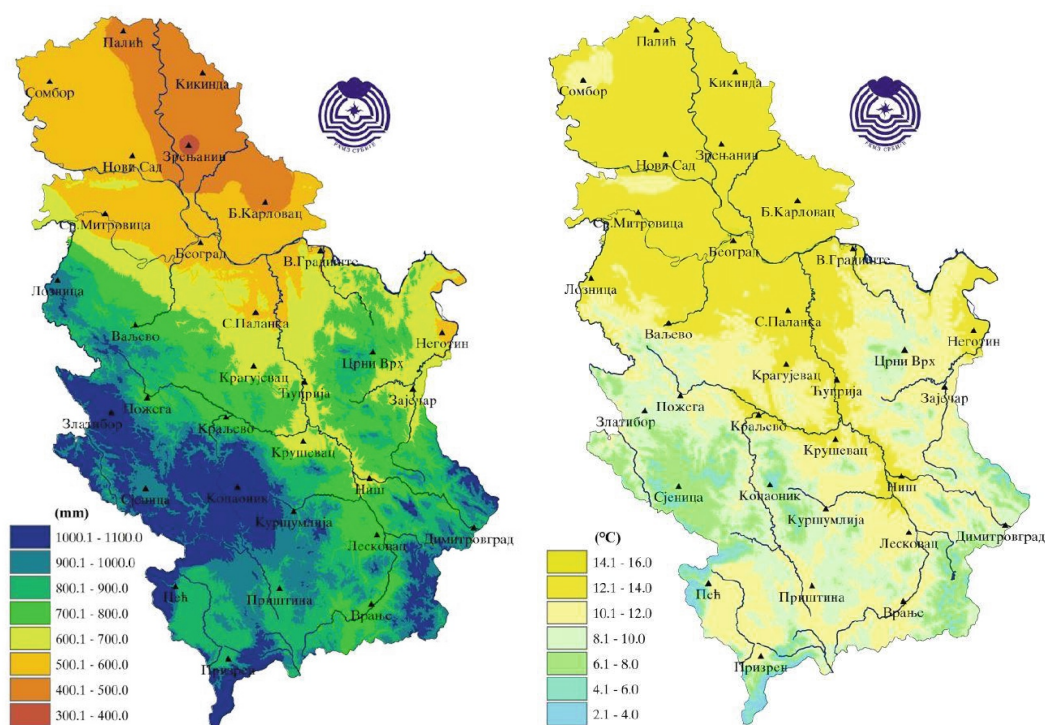 Палић
Кикинда
Сомбор
Зрењанин
Нови Сад
Б.Карловац
Ср.Митровица
Београд
В.Градиште
Лозница
С.Паланка
Ваљево
Неготин
Црни Врх
Крагујевац
Ћуприја
Зајечар
Пожега
Златибор
Краљево
Крушевац
Ниш
Сјеница
Копаоник
Куршумлија
Димитровград
Лесковац
Пећ
Приштина
Врање
Призрен
(mm)
1000.1 - 1100.0
900.1 - 1000.0
800.1 - 900.0
700.1 - 800.0
600.1 - 700.0
500.1 - 600.0
400.1 - 500.0
300.1 - 400.0
РХМЗ СРБИЈЕ
Палић
Кикинда
Сомбор
Зрењанин
Нови Сад
Б.Карловац
Ср.Митровица
Београд
В.Градиште
Лозница
С.Паланка
Ваљево
Неготин
Црни Врх
Крагујевац
Ћуприја
Зајечар
Пожега
Златибор
Краљево
Крушевац
Ниш
Сјеница
Копаоник
Куршумлија
Димитровград
Лесковац
Пећ
Приштина
Врање
Призрен
(°C)
14.1 - 16.0
12.1 - 14.0
10.1 - 12.0
8.1 - 10.0
6.1 - 8.0
4.1 - 6.0
2.1 - 4.0
РХМЗ СРБИЈЕ